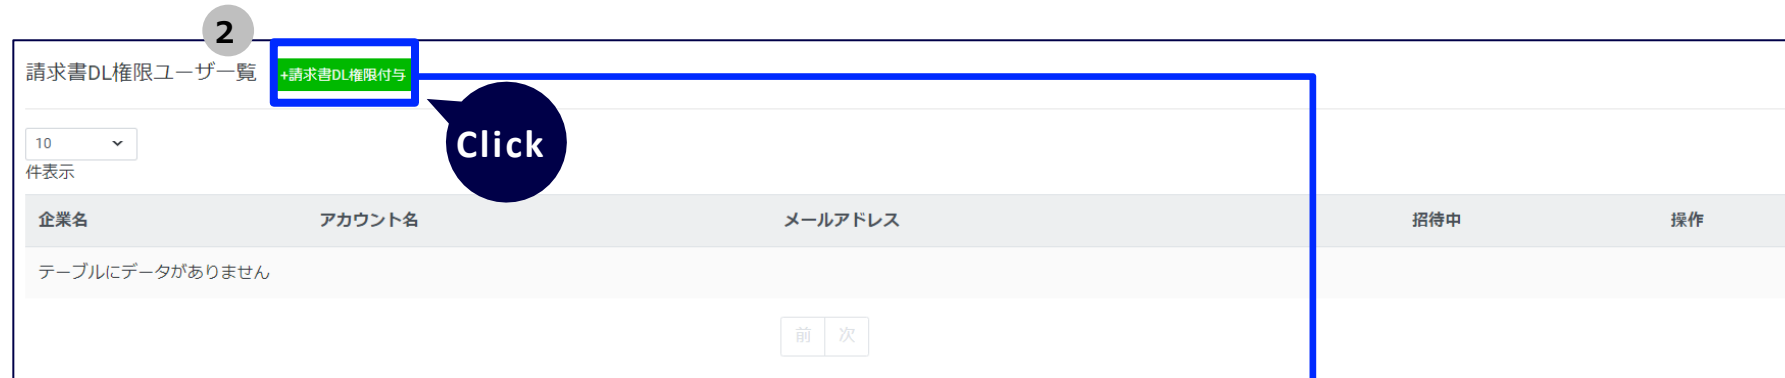 2
請求書DL権限ユーザ一覧 +請求書DL権限付与
Click
10
件表示
企業名 アカウント名 メールアドレス 招待中 操作
テーブルにデータがありません
前 次